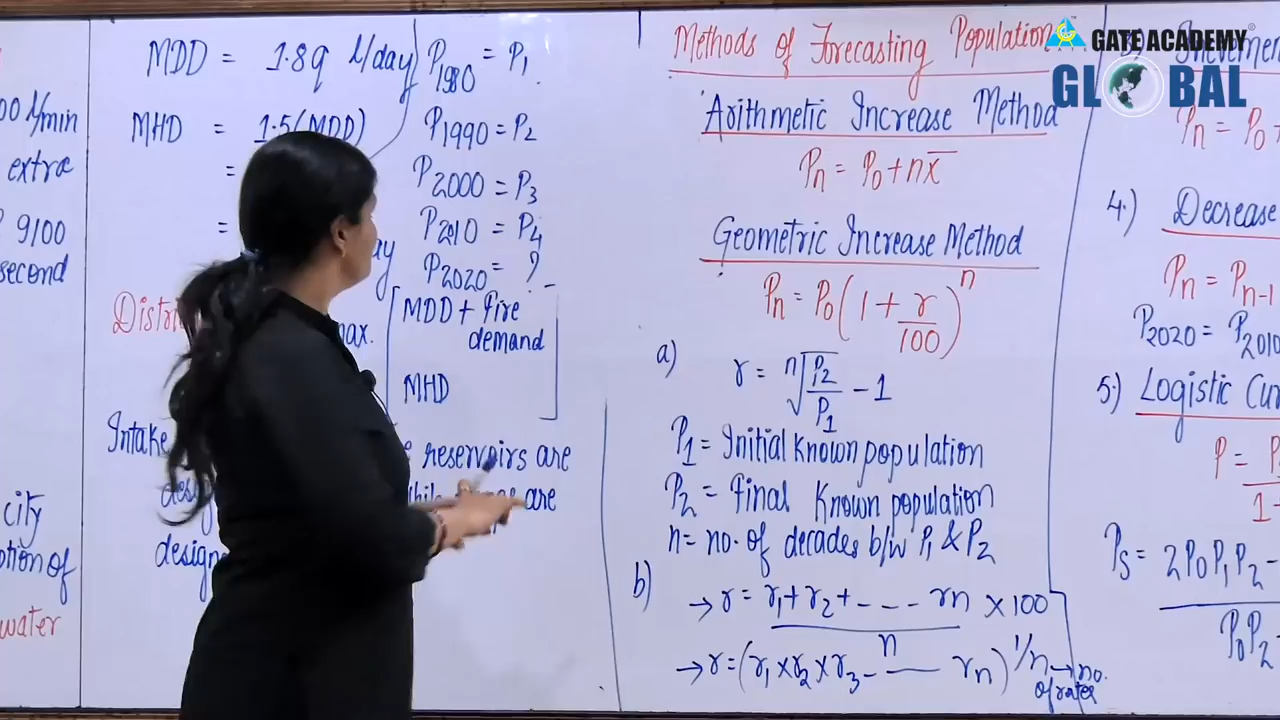 00 l/min
extra
9100
second
city
ption of
water
MDD = 1.8q l/day
MHD = 1.5(MDD)
=
=
ay
max.
Intake
P1980 = P1
P1990 = P2
P2000 = P3
P2010 = P4
P2020 = ?
MDD + Fire
demand
MHD
reservoirs are
are
Methods of Forecasting Population
Arithmetic Increase Method
Pn = P0 + nx̅
Geometric Increase Method
Pn = P0(1 + r/100)^n
a) r = ⁿ√(P2/P1) - 1
P1 = Initial known population
P2 = Final Known population
n = no. of decades b/w P1 & P2
b) → r = r1 + r2 + - - - - rn / n × 100
→ r = (r1 × r2 × r3 - - — rn)^1/n → no.
of rates
GATE ACADEMY
GLOBAL
Pn = P0 +
4.) Decrease
Pn = Pn-1
P2020 = P2010
5.) Logistic Cu
P =
1 -
Ps = 2P0P1P2 -
P0P2 -